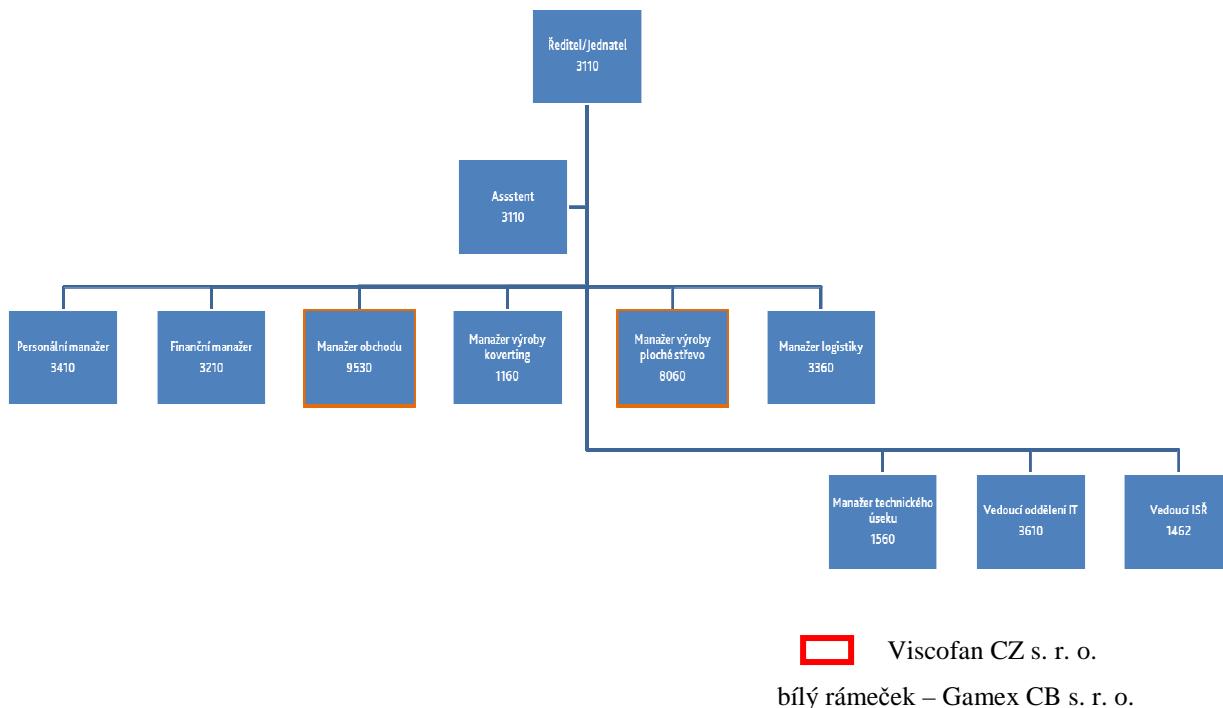 Ředitel/Jednatel
3110
Assstent
3110
Personální manažer
3410
Finanční manažer
3210
Manažer obchodu
9530
Manažer výroby
koverting
1160
Manažer výroby
ploché střevo
8060
Manažer logistiky
3360
Manažer technického
úseku
1560
Vedoucí oddělení IT
3610
Vedoucí ISŘ
1462
Viscofan CZ s. r. o.
bílý rámeček – Gamex CB s. r. o.